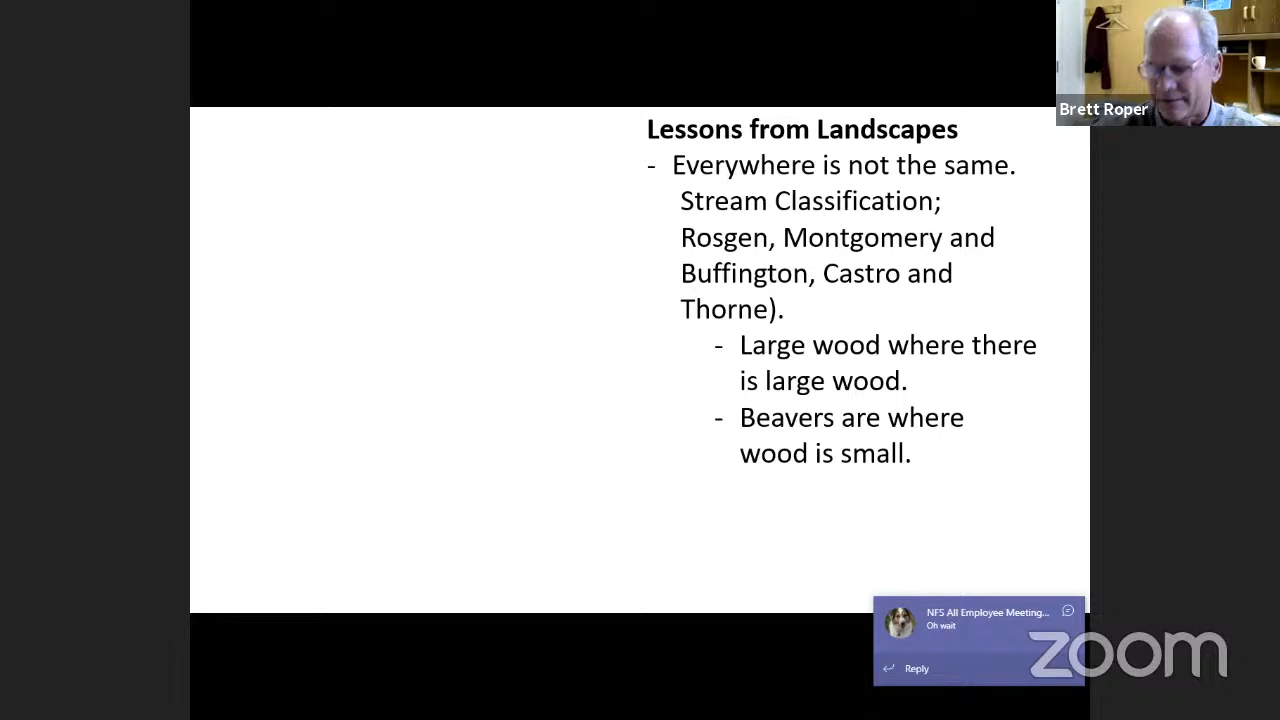 Brett Roper
Lessons from Landscapes
- Everywhere is not the same.
Stream Classification;
Rosgen, Montgomery and
Buffington, Castro and
Thorne).
- Large wood where there
is large wood.
- Beavers are where
wood is small.
NFS All Employee Meeting...
Oh wait
Reply
zoom